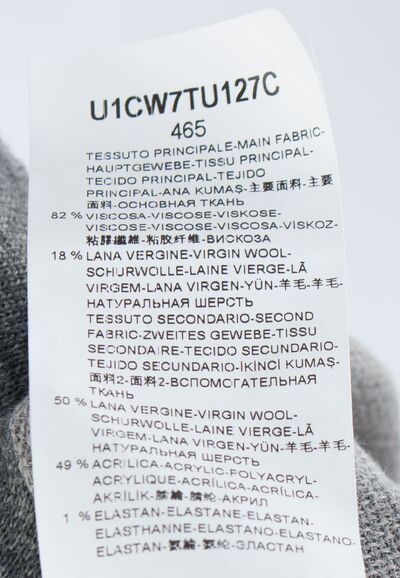 U1CW7TU127C
465
TESSUTO PRINCIPALE-MAIN FABRIC-
HAUPTGEWEBE-TISSU PRINCIPAL-
TECIDO PRINCIPAL-TEJIDO
PRINCIPAL-ANA KUMAŞ-主要面料-主要
面料-ОСНОВНАЯ ТКАНЬ
82 % VISCOSA-VISCOSE-VISKOSE-
VISCOSE-VISCOSE-VISCOSA-VİSKOZ-
粘膠纖維-粘胶纤维-ВИСКОЗА
18 % LANA VERGINE-VIRGIN WOOL-
SCHURWOLLE-LAINE VIERGE-LÃ
VIRGEM-LANA VIRGEN-YÜN-羊毛-羊毛-
НАТУРАЛЬНАЯ ШЕРСТЬ
TESSUTO SECONDARIO-SECOND
FABRIC-ZWEITES GEWEBE-TISSU
SECONDAIRE-TECIDO SECUNDARIO-
TEJIDO SECUNDARIO-İKİNCİ KUMAŞ-
面料2-面料2-ВСПОМОГАТЕЛЬНАЯ
ТКАНЬ
50 % LANA VERGINE-VIRGIN WOOL-
SCHURWOLLE-LAINE VIERGE-LÃ
VIRGEM-LANA VIRGEN-YÜN-羊毛-羊毛-
НАТУРАЛЬНАЯ ШЕРСТЬ
49 % ACRILICA-ACRYLIC-POLYACRYL-
ACRYLIQUE-ACRÍLICA-ACRÍLICA-
AKRİLİK-腈綸-腈纶-АКРИЛ
1 % ELASTAN-ELASTANE-ELASTAN-
ELASTHANNE-ELASTANO-ELASTANO-
ELASTAN-氨綸-氨纶-ЭЛАСТАН